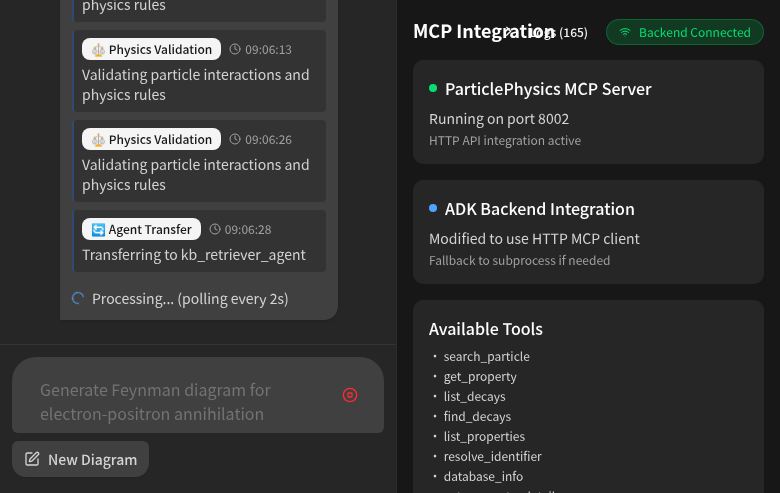 physics rules
Physics Validation 09:06:13
Validating particle interactions and
physics rules
Physics Validation 09:06:26
Validating particle interactions and
physics rules
Agent Transfer 09:06:28
Transferring to kb_retriever_agent
Processing... (polling every 2s)
Generate Feynman diagram for
electron-positron annihilation
New Diagram
MCP Integration (165) Backend Connected
ParticlePhysics MCP Server
Running on port 8002
HTTP API integration active
ADK Backend Integration
Modified to use HTTP MCP client
Fallback to subprocess if needed
Available Tools
• search_particle
• get_property
• list_decays
• find_decays
• list_properties
• resolve_identifier
• database_info